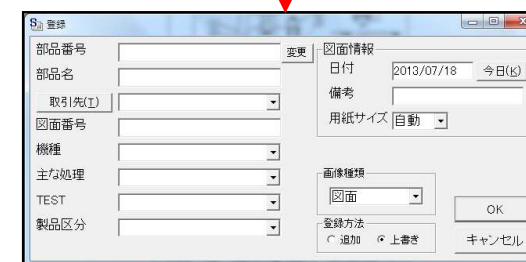 登録
部品番号
変更
部品名
取引先(T)
図面番号
機種
主な処理
TEST
製品区分
図面情報
日付 2013/07/18 今日(K)
備考
用紙サイズ 自動
画像種類
図面
登録方法
追加 上書き
OK
キャンセル